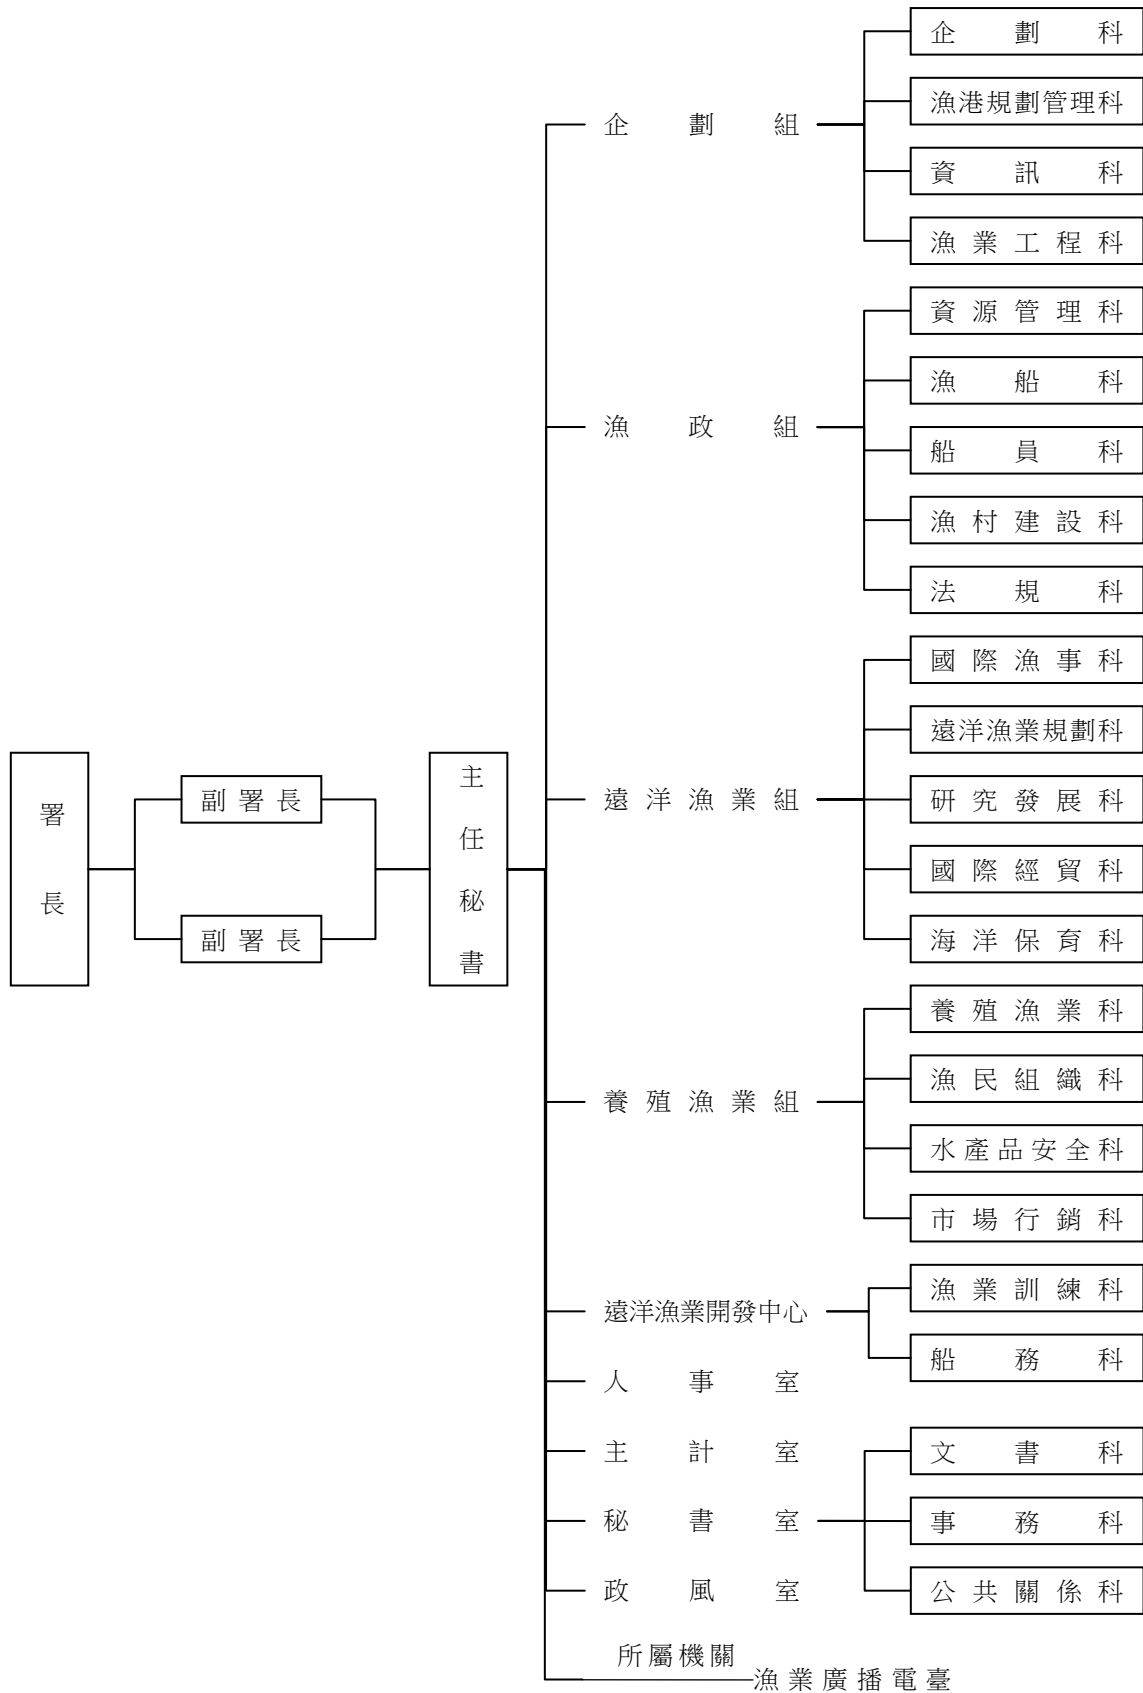 署長
副署長
副署長
主任秘書
企劃組
企劃科
漁港規劃管理科
資訊科
漁業工程科
漁政組
資源管理科
漁船科
船員科
漁村建設科
法規科
遠洋漁業組
國際漁事科
遠洋漁業規劃科
研究發展科
國際經貿科
海洋保育科
養殖漁業組
養殖漁業科
漁民組織科
水產品安全科
市場行銷科
遠洋漁業開發中心
漁業訓練科
船務科
人事室
主計室
秘書室
文書科
事務科
公共關係科
政風室
所屬機關
漁業廣播電臺